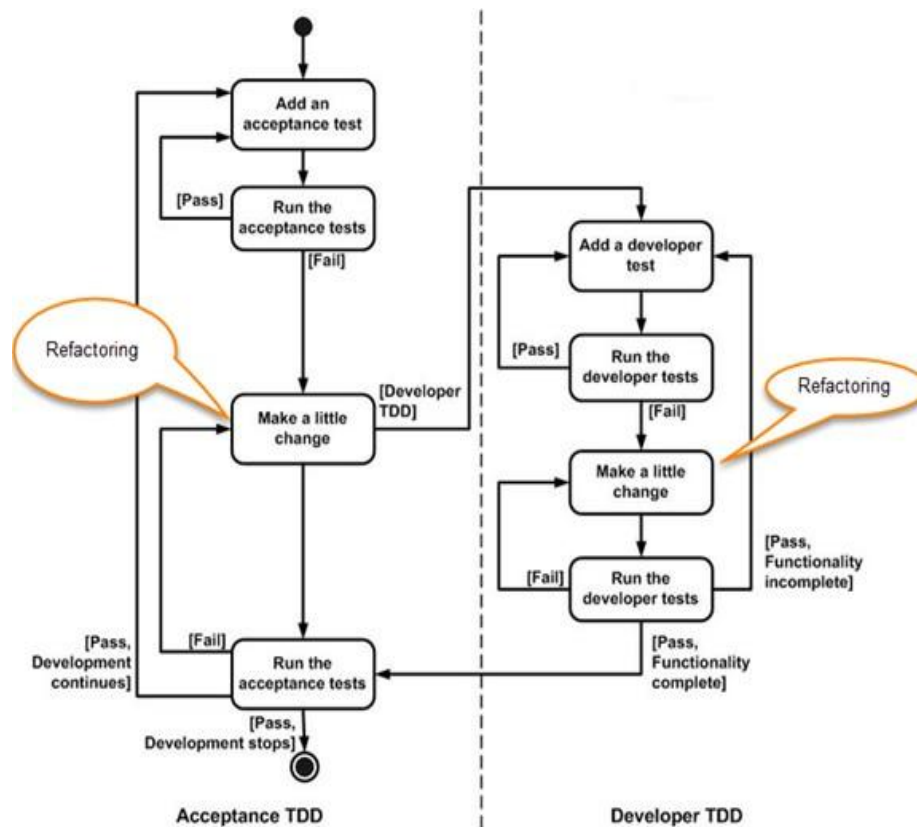 Add an
acceptance test
[Pass]
Run the
acceptance tests
[Fail]
Refactoring
Make a little
change
[Developer
TDD]
[Fail]
[Pass,
Development
continues]
Run the
acceptance tests
[Pass,
Development stops]
Acceptance TDD
Add a developer
test
[Pass]
Run the
developer tests
[Fail]
Refactoring
Make a little
change
[Fail]
Run the
developer tests
[Pass,
Functionality
incomplete]
[Pass,
Functionality
complete]
Developer TDD